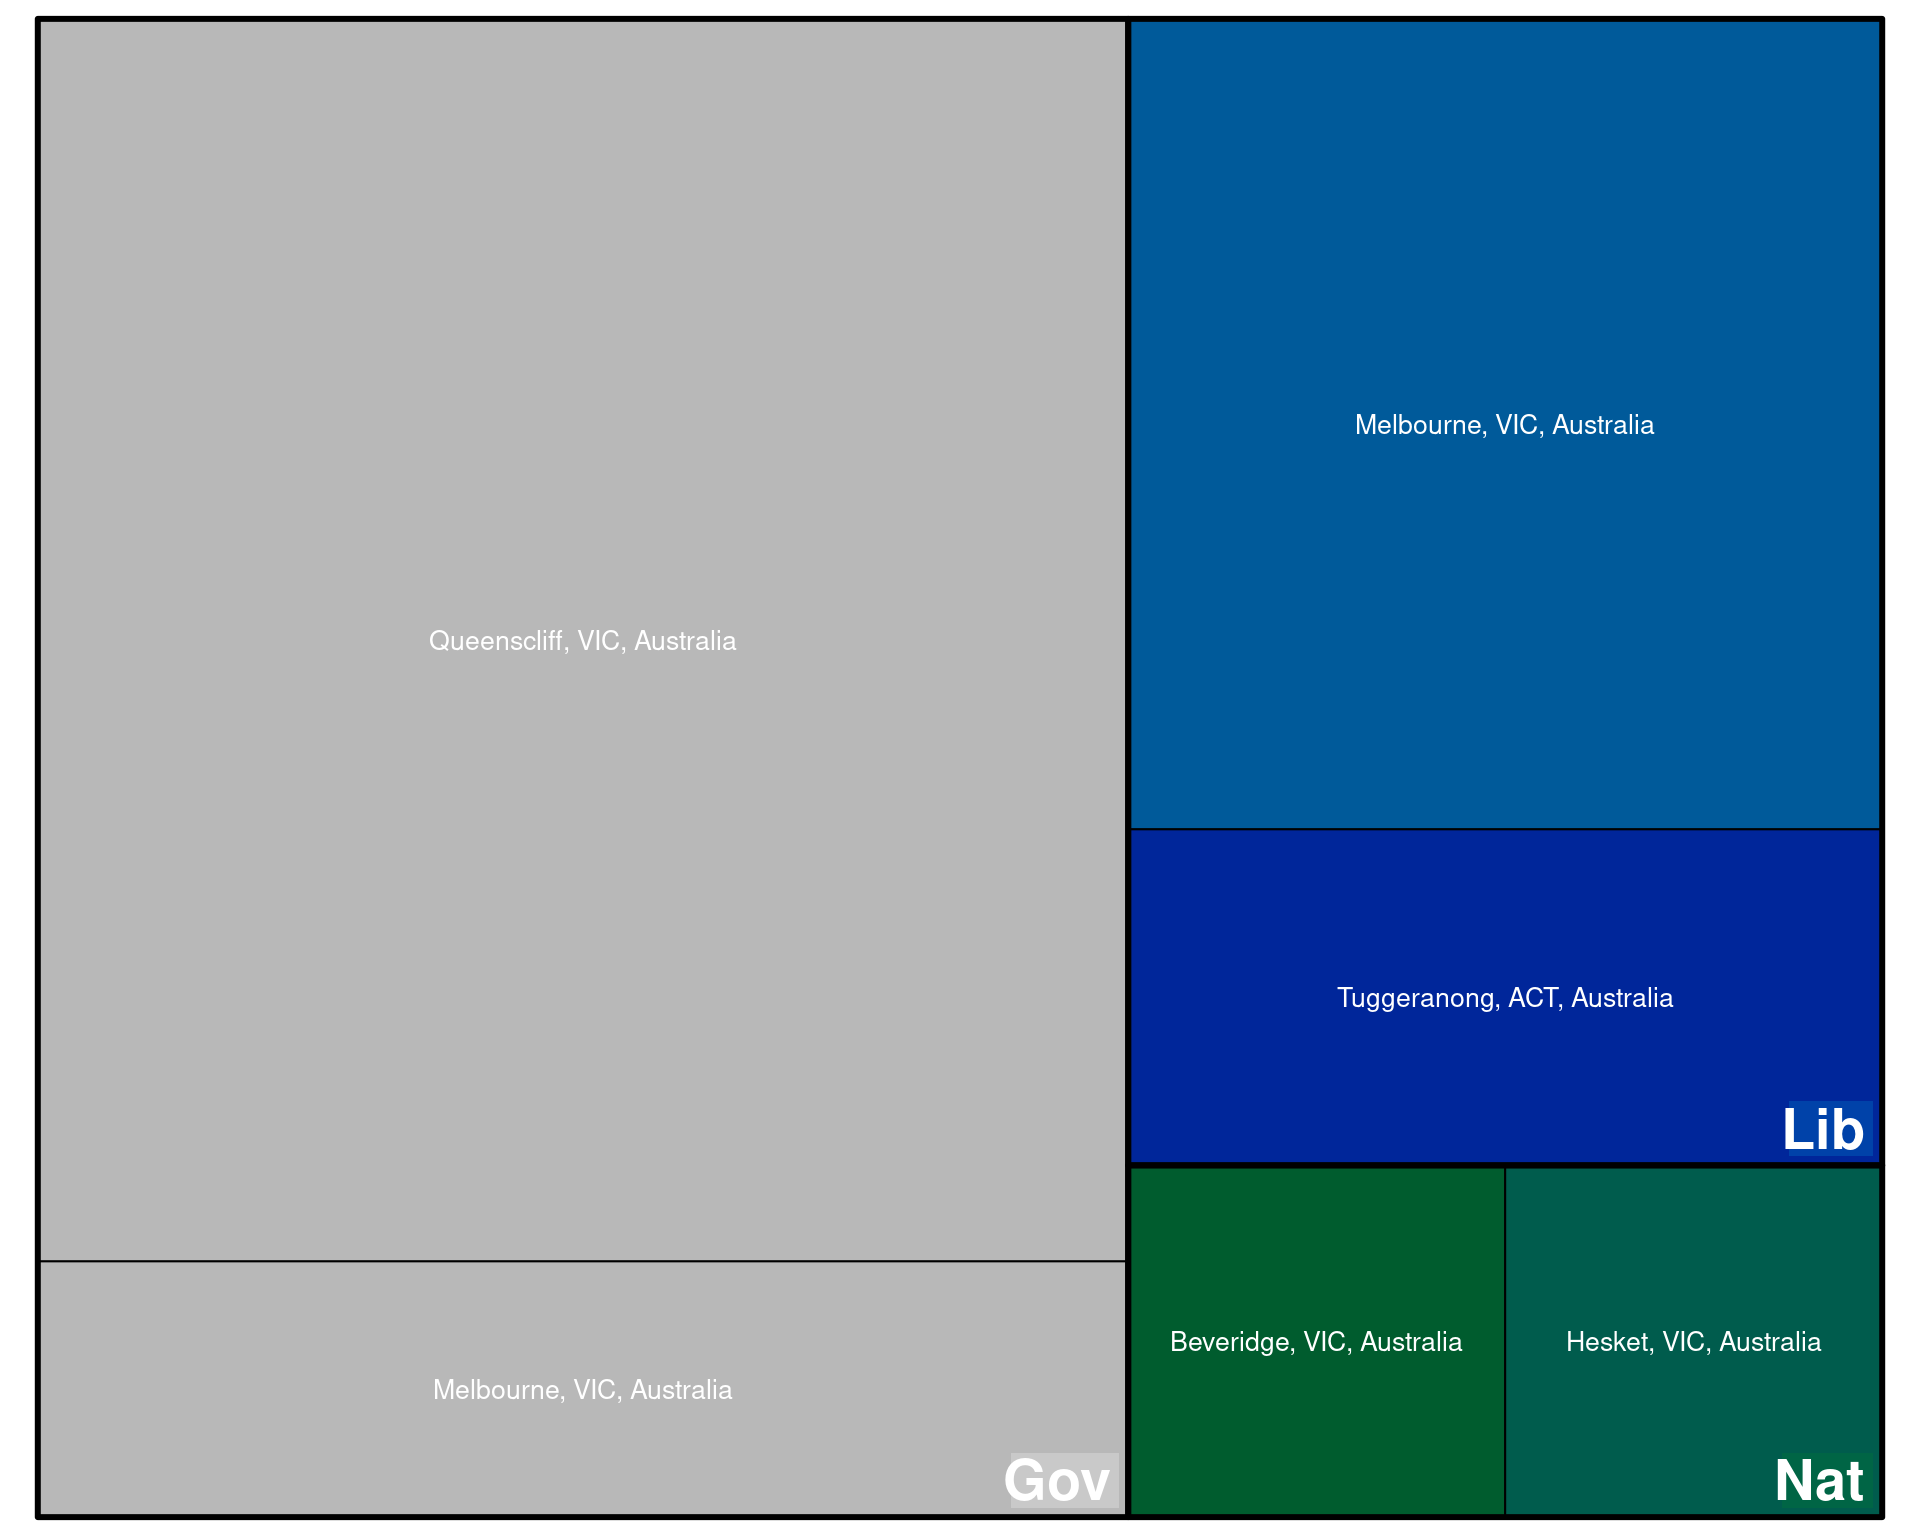 Queenscliff, VIC, Australia
Melbourne, VIC, Australia
Gov
Melbourne, VIC, Australia
Tuggeranong, ACT, Australia
Lib
Beveridge, VIC, Australia
Hesket, VIC, Australia
Nat